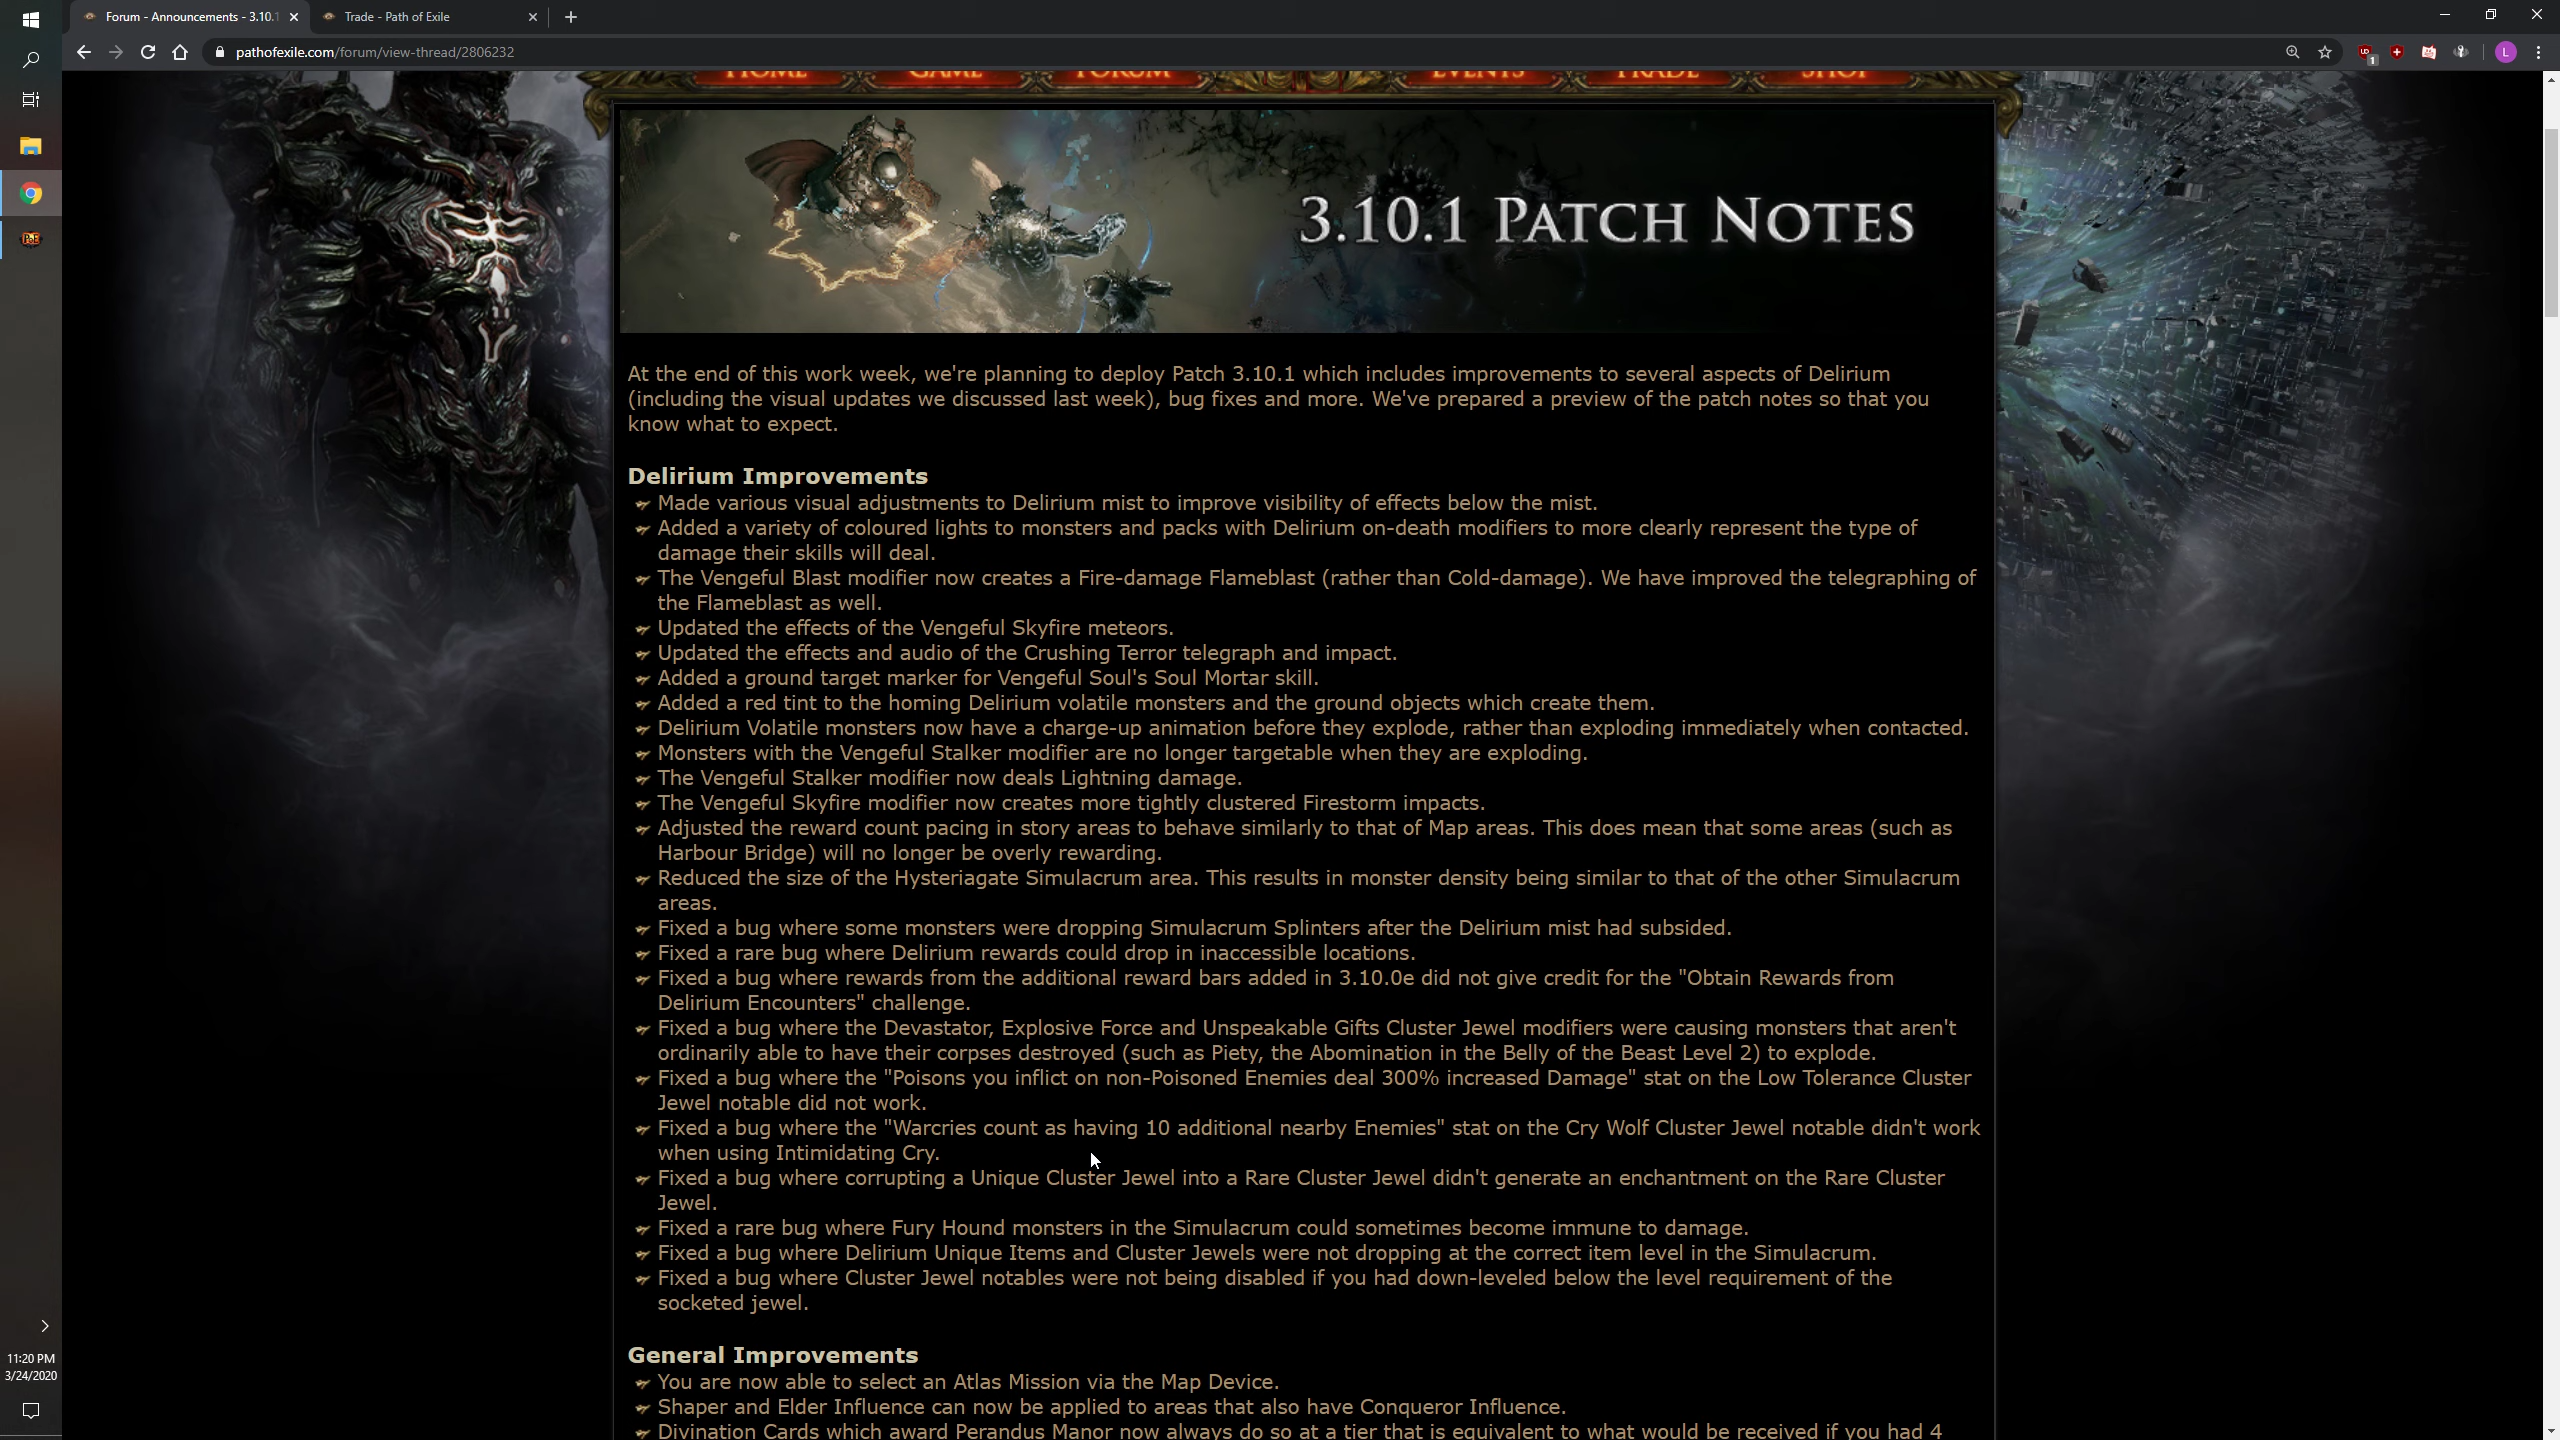 Forum - Announcements - 3.10.1
Trade - Path of Exile
pathofexile.com/forum/view-thread/2806232
HOME GAME FORUM EVENTS TRADE SHOP
3.10.1 PATCH NOTES
At the end of this work week, we're planning to deploy Patch 3.10.1 which includes improvements to several aspects of Delirium
(including the visual updates we discussed last week), bug fixes and more. We've prepared a preview of the patch notes so that you
know what to expect.
Delirium Improvements
Made various visual adjustments to Delirium mist to improve visibility of effects below the mist.
Added a variety of coloured lights to monsters and packs with Delirium on-death modifiers to more clearly represent the type of
damage their skills will deal.
The Vengeful Blast modifier now creates a Fire-damage Flameblast (rather than Cold-damage). We have improved the telegraphing of
the Flameblast as well.
Updated the effects of the Vengeful Skyfire meteors.
Updated the effects and audio of the Crushing Terror telegraph and impact.
Added a ground target marker for Vengeful Soul's Soul Mortar skill.
Added a red tint to the homing Delirium volatile monsters and the ground objects which create them.
Delirium Volatile monsters now have a charge-up animation before they explode, rather than exploding immediately when contacted.
Monsters with the Vengeful Stalker modifier are no longer targetable when they are exploding.
The Vengeful Stalker modifier now deals Lightning damage.
The Vengeful Skyfire modifier now creates more tightly clustered Firestorm impacts.
Adjusted the reward count pacing in story areas to behave similarly to that of Map areas. This does mean that some areas (such as
Harbour Bridge) will no longer be overly rewarding.
Reduced the size of the Hysteriagate Simulacrum area. This results in monster density being similar to that of the other Simulacrum
areas.
Fixed a bug where some monsters were dropping Simulacrum Splinters after the Delirium mist had subsided.
Fixed a rare bug where Delirium rewards could drop in inaccessible locations.
Fixed a bug where rewards from the additional reward bars added in 3.10.0e did not give credit for the "Obtain Rewards from
Delirium Encounters" challenge.
Fixed a bug where the Devastator, Explosive Force and Unspeakable Gifts Cluster Jewel modifiers were causing monsters that aren't
ordinarily able to have their corpses destroyed (such as Piety, the Abomination in the Belly of the Beast Level 2) to explode.
Fixed a bug where the "Poisons you inflict on non-Poisoned Enemies deal 300% increased Damage" stat on the Low Tolerance Cluster
Jewel notable did not work.
Fixed a bug where the "Warcries count as having 10 additional nearby Enemies" stat on the Cry Wolf Cluster Jewel notable didn't work
when using Intimidating Cry.
Fixed a bug where corrupting a Unique Cluster Jewel into a Rare Cluster Jewel didn't generate an enchantment on the Rare Cluster
Jewel.
Fixed a rare bug where Fury Hound monsters in the Simulacrum could sometimes become immune to damage.
Fixed a bug where Delirium Unique Items and Cluster Jewels were not dropping at the correct item level in the Simulacrum.
Fixed a bug where Cluster Jewel notables were not being disabled if you had down-leveled below the level requirement of the
socketed jewel.
General Improvements
You are now able to select an Atlas Mission via the Map Device.
Shaper and Elder Influence can now be applied to areas that also have Conqueror Influence.
Divination Cards which award Perandus Manor now always do so at a tier that is equivalent to what would be received if you had 4
11:20 PM
3/24/2020
PoE
1
L